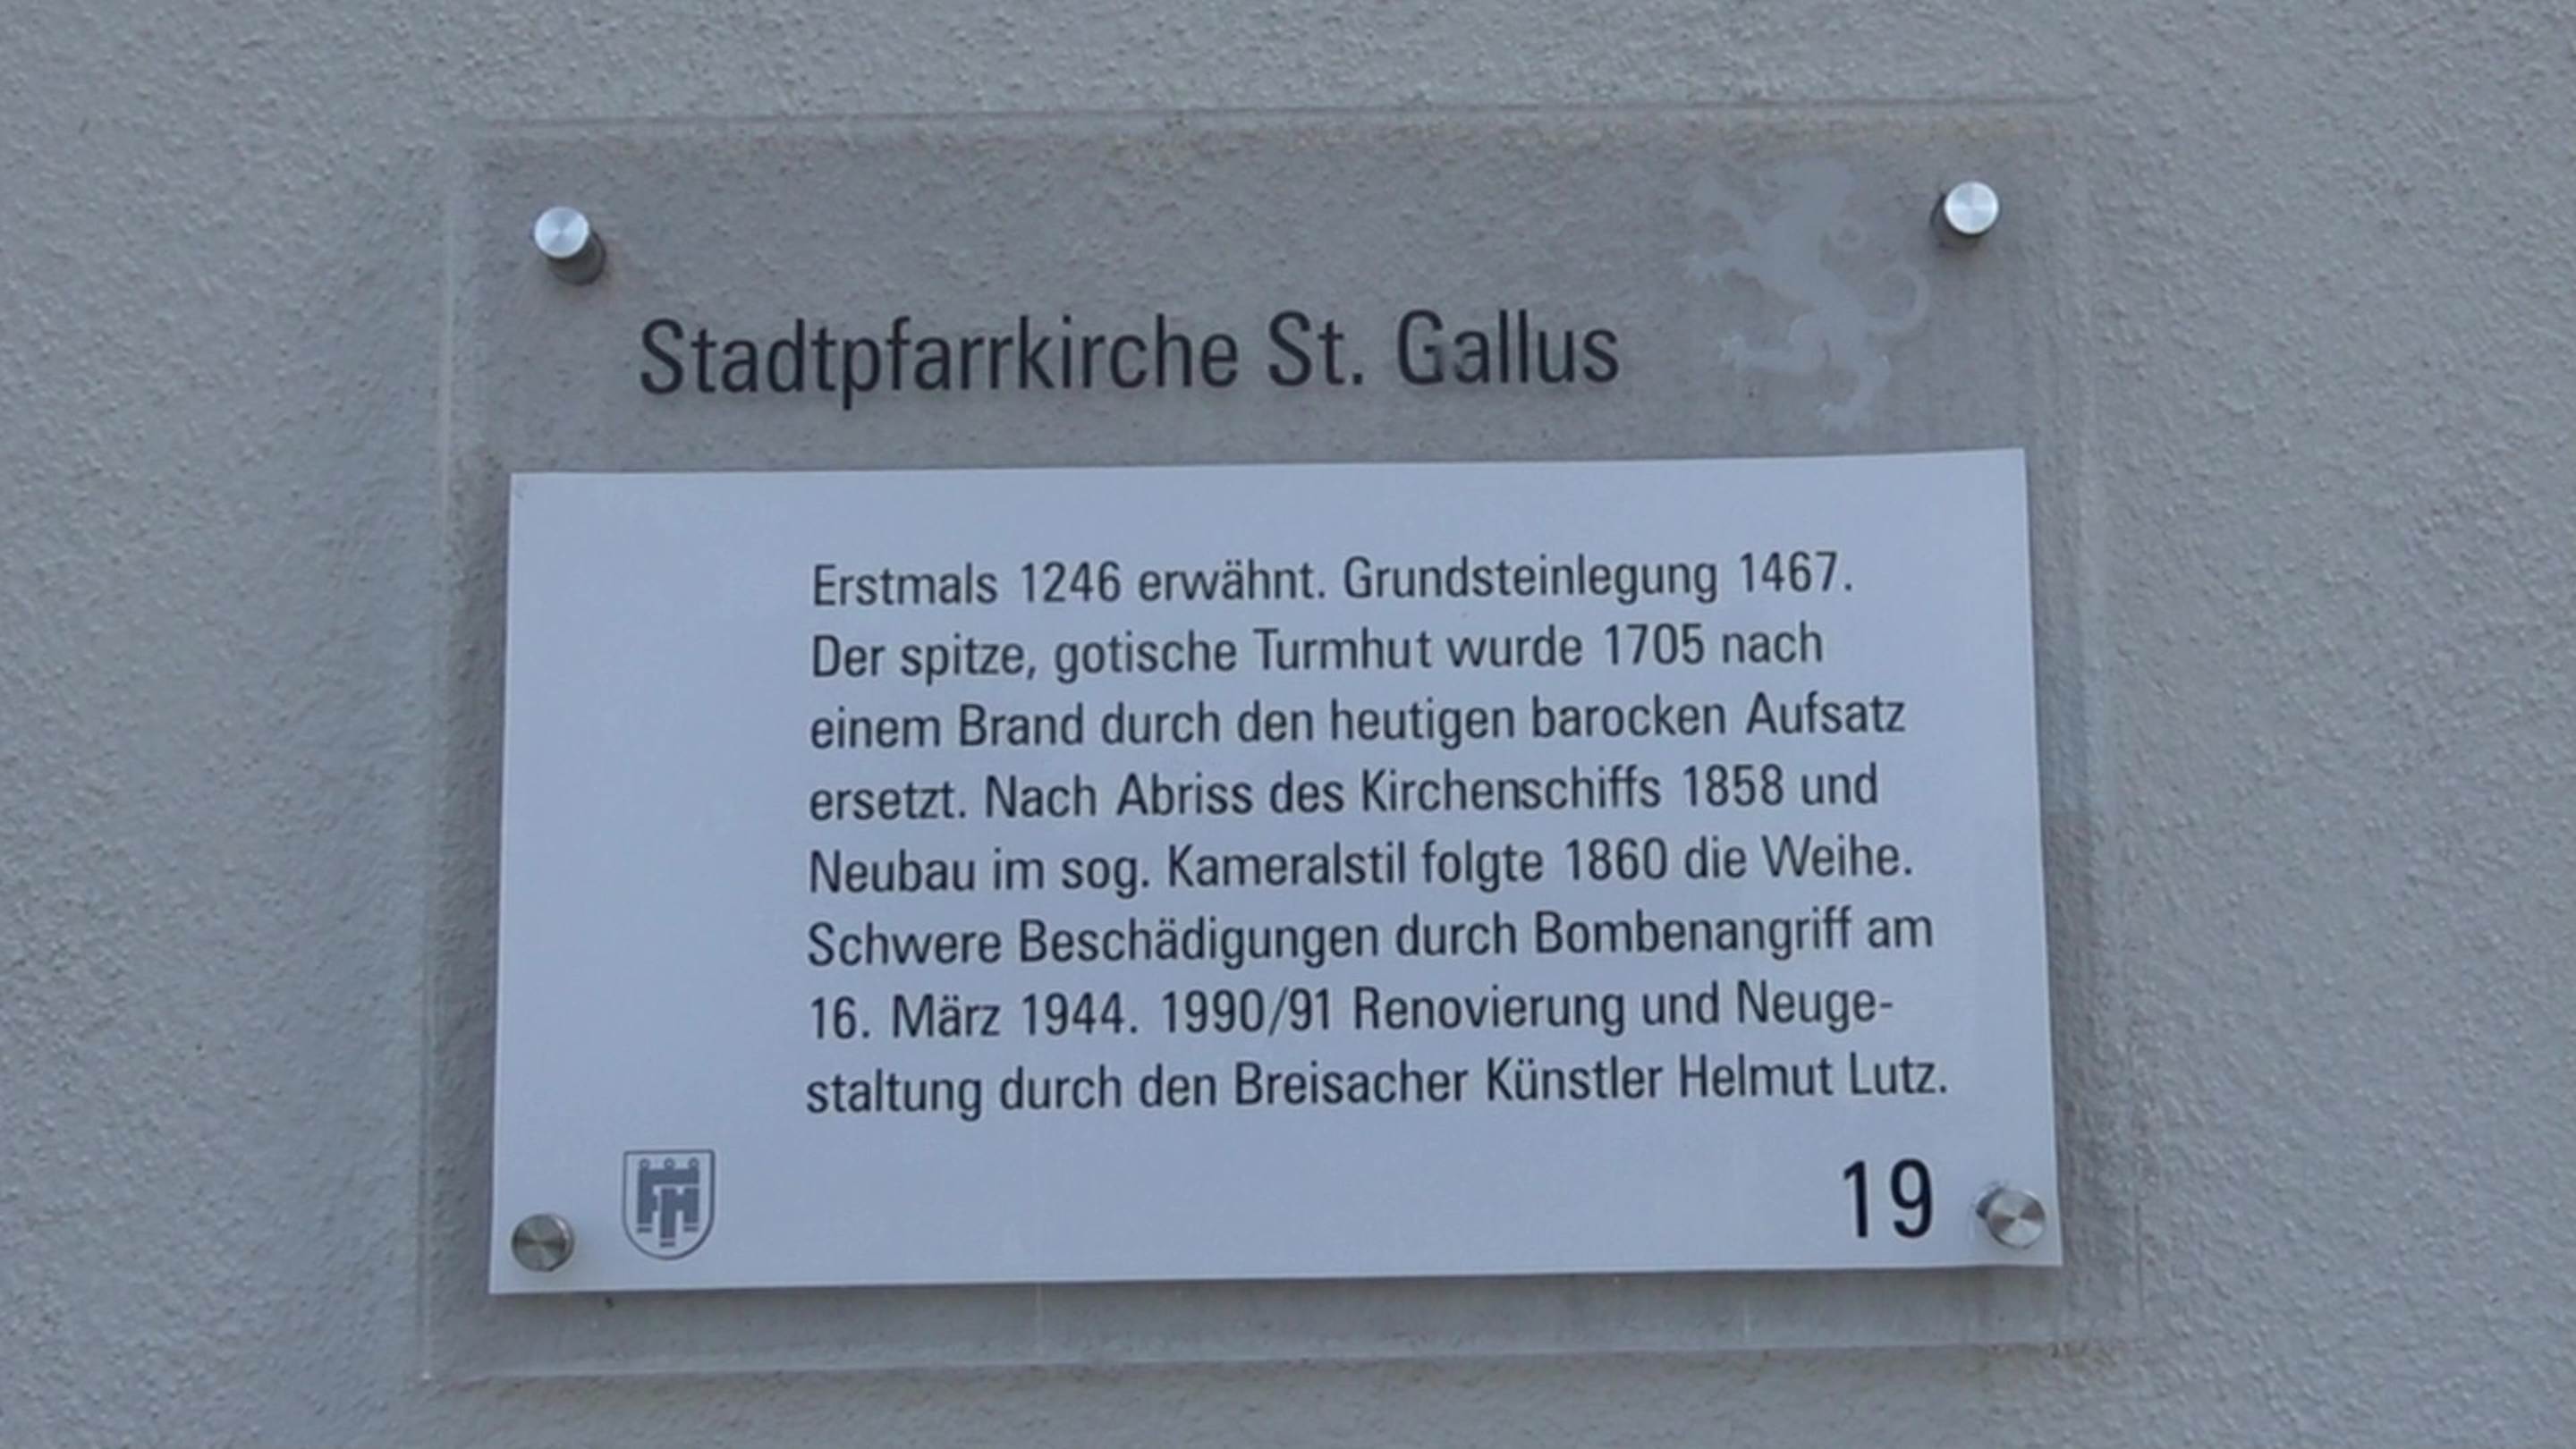 Stadtpfarrkirche St. Gallus
Erstmals 1246 erwähnt. Grundsteinlegung 1467.
Der spitze, gotische Turmhut wurde 1705 nach
einem Brand durch den heutigen barocken Aufsatz
ersetzt. Nach Abriss des Kirchenschiffs 1858 und
Neubau im sog. Kameralstil folgte 1860 die Weihe.
Schwere Beschädigungen durch Bombenangriff am
16. März 1944. 1990/91 Renovierung und Neuge-
staltung durch den Breisacher Künstler Helmut Lutz.
19